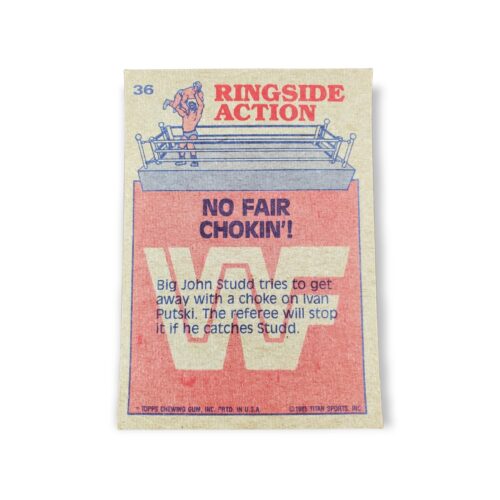 36
RINGSIDE
ACTION
NO FAIR
CHOKIN'!
WF
Big John Studd tries to get
away with a choke on Ivan
Putski. The referee will stop
it if he catches Studd.
* TOPPS CHEWING GUM, INC. PRTD. IN U.S.A. © 1985 TITAN SPORTS, INC.